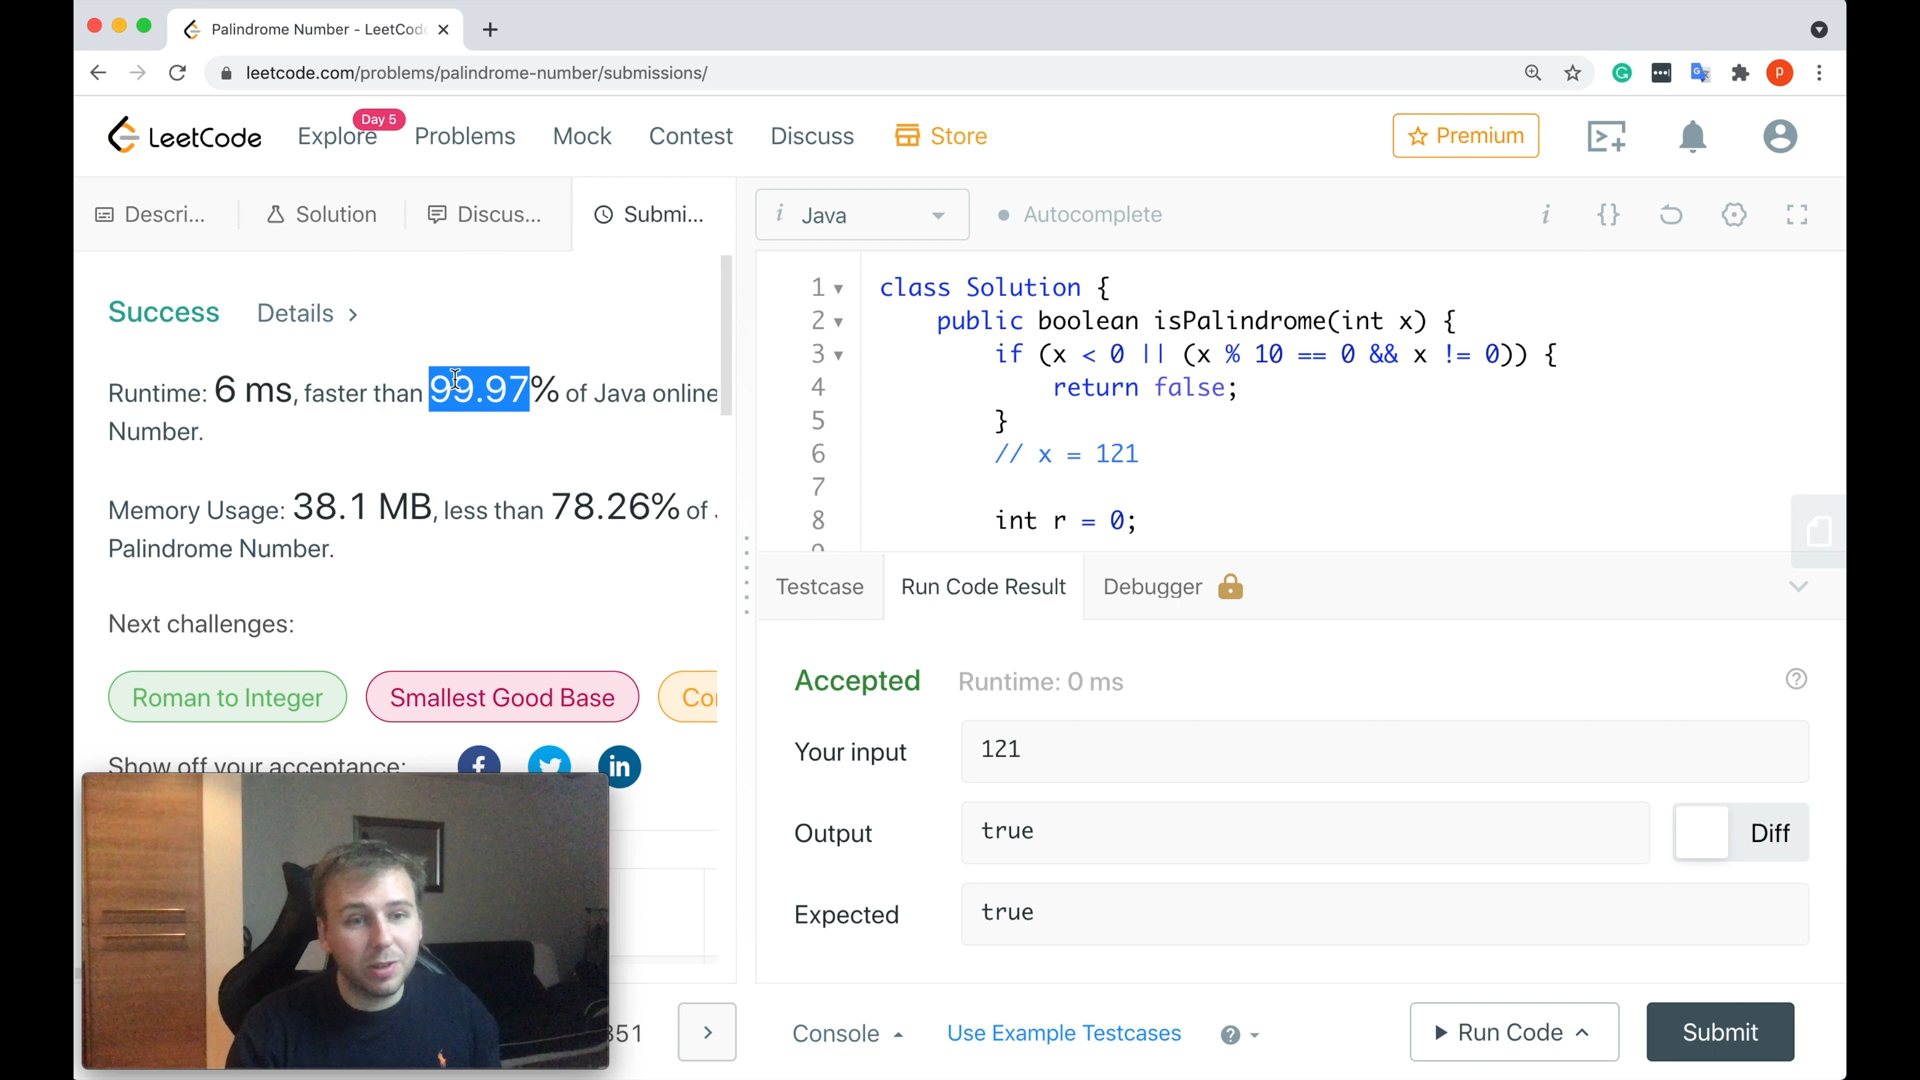 Palindrome Number - LeetCode
leetcode.com/problems/palindrome-number/submissions/
P
LeetCode
Explore
Day 5
Problems
Mock
Contest
Discuss
Store
Premium
Descri...
Solution
Discus...
Submi...
Success
Details
Runtime: 6 ms, faster than 99.97% of Java online
Number.
Memory Usage: 38.1 MB, less than 78.26% of
Palindrome Number.
Next challenges:
Roman to Integer
Smallest Good Base
Show off your acceptance:
351
i Java
Autocomplete
i {}
1 class Solution {
2 public boolean isPalindrome(int x) {
3 if (x < 0 || (x % 10 == 0 && x != 0)) {
4 return false;
5 }
6 // x = 121
7
8 int r = 0;
9
Testcase
Run Code Result
Debugger
Accepted
Runtime: 0 ms
Your input
121
Output
true
Diff
Expected
true
Console
Use Example Testcases
Run Code
Submit